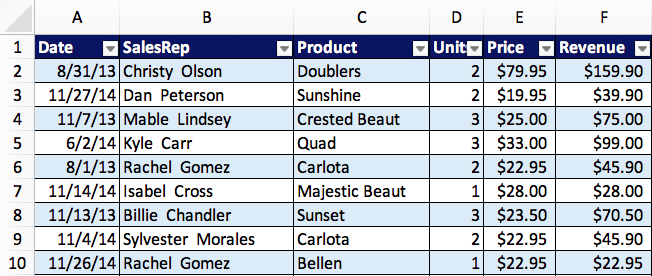 A B C D E F
1 Date SalesRep Product Units Price Revenue
2 8/31/13 Christy Olson Doublers 2 $79.95 $159.90
3 11/27/14 Dan Peterson Sunshine 2 $19.95 $39.90
4 11/7/13 Mable Lindsey Crested Beaut 3 $25.00 $75.00
5 6/2/14 Kyle Carr Quad 3 $33.00 $99.00
6 8/1/13 Rachel Gomez Carlota 2 $22.95 $45.90
7 11/14/14 Isabel Cross Majestic Beaut 1 $28.00 $28.00
8 11/13/13 Billie Chandler Sunset 3 $23.50 $70.50
9 11/4/14 Sylvester Morales Carlota 2 $22.95 $45.90
10 11/26/14 Rachel Gomez Bellen 1 $22.95 $22.95